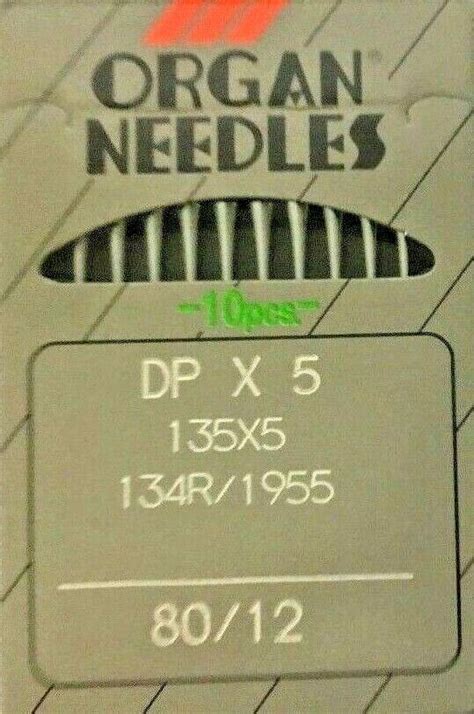 ORGAN®
NEEDLES
-10pcs.-
DP X 5
135X5
134R/1955
80/12